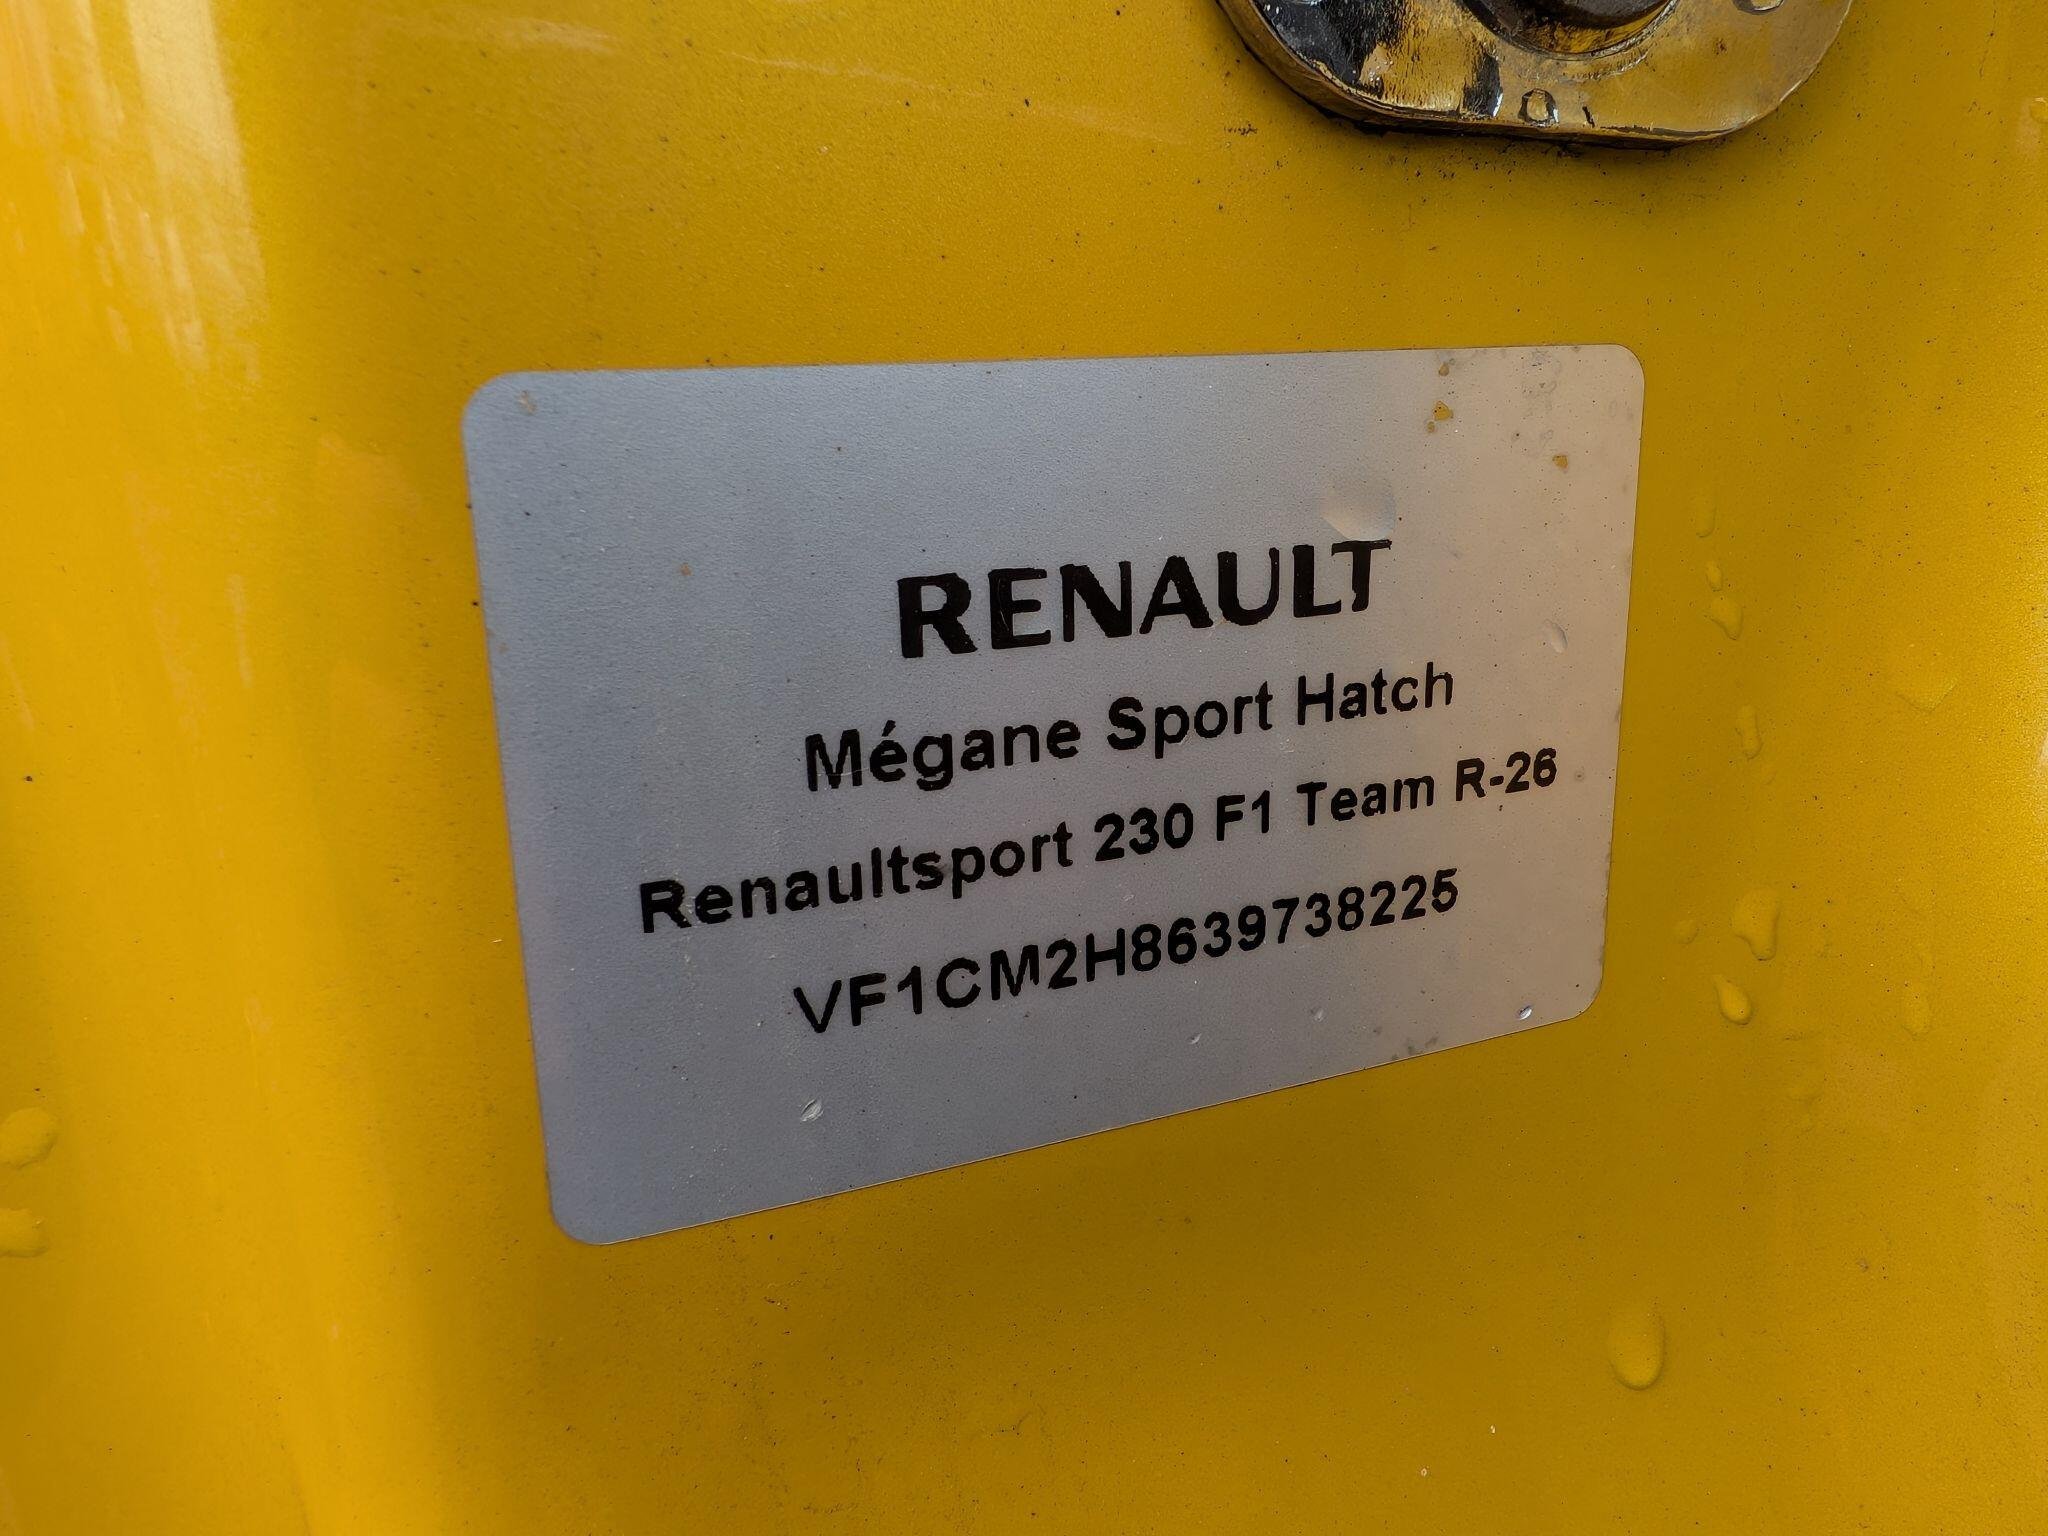 RENAULT
Mégane Sport Hatch
Renaultsport 230 F1 Team R-26
VF1CM2H8639738225